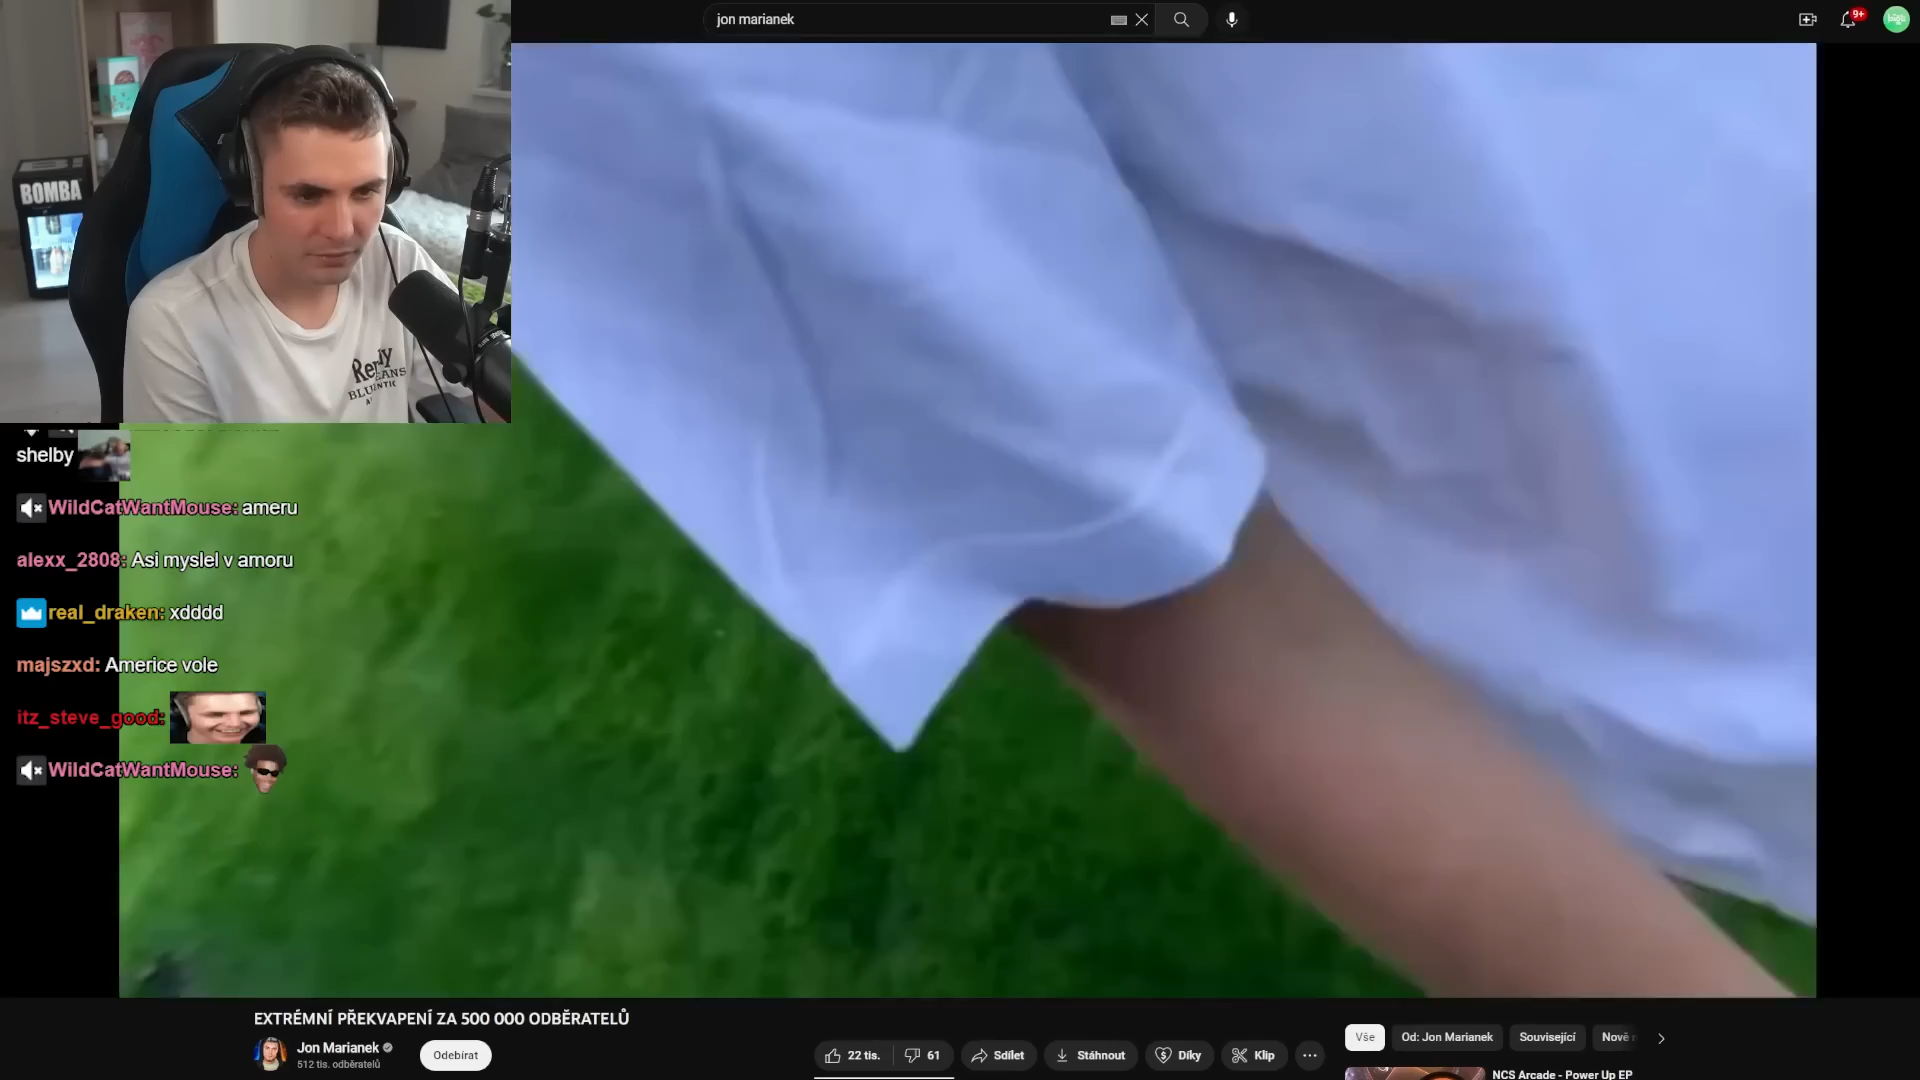 jon marianek
9+
BOMBA
shelby
WildCatWantMouse: ameru
alexx_2808: Asi myslel v amoru
real_draken: xdddd
majszxd: Americe vole
itz_steve_good:
WildCatWantMouse:
EXTRÉMNÍ PŘEKVAPENÍ ZA 500 000 ODBĚRATELŮ
Jon Marianek
512 tis. odběratelů
Odebírat
22 tis.
61
Sdílet
Stáhnout
Díky
Klip
Vše
Od: Jon Marianek
Související
Nově
NCS Arcade - Power Up EP